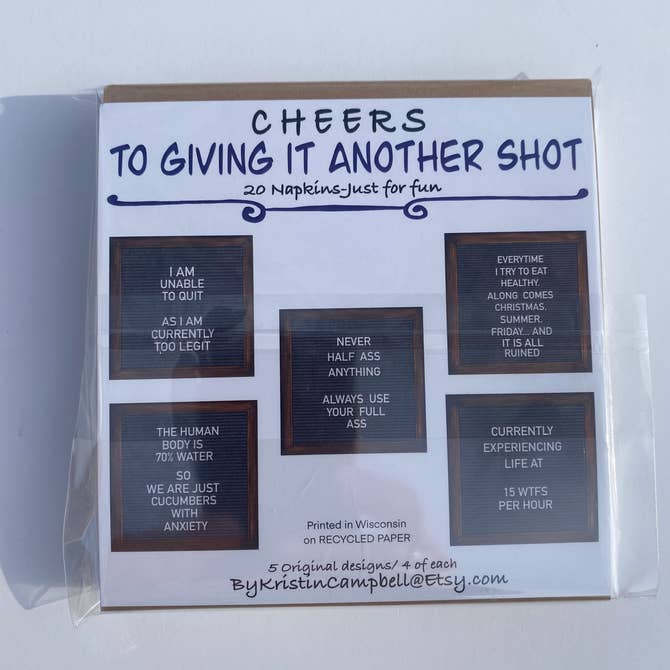 CHEERS
TO GIVING IT ANOTHER SHOT
20 Napkins-Just for fun
I AM
UNABLE
TO QUIT
AS I AM
CURRENTLY
TOO LEGIT
EVERYTIME
I TRY TO EAT
HEALTHY,
ALONG COMES
CHRISTMAS,
SUMMER,
FRIDAY... AND
IT IS ALL
RUINED
NEVER
HALF ASS
ANYTHING
ALWAYS USE
YOUR FULL
ASS
THE HUMAN
BODY IS
70% WATER
SO
WE ARE JUST
CUCUMBERS
WITH
ANXIETY
CURRENTLY
EXPERIENCING
LIFE AT
15 WTFS
PER HOUR
Printed in Wisconsin
on RECYCLED PAPER
5 Original designs/ 4 of each
ByKristinCampbell@Etsy.com